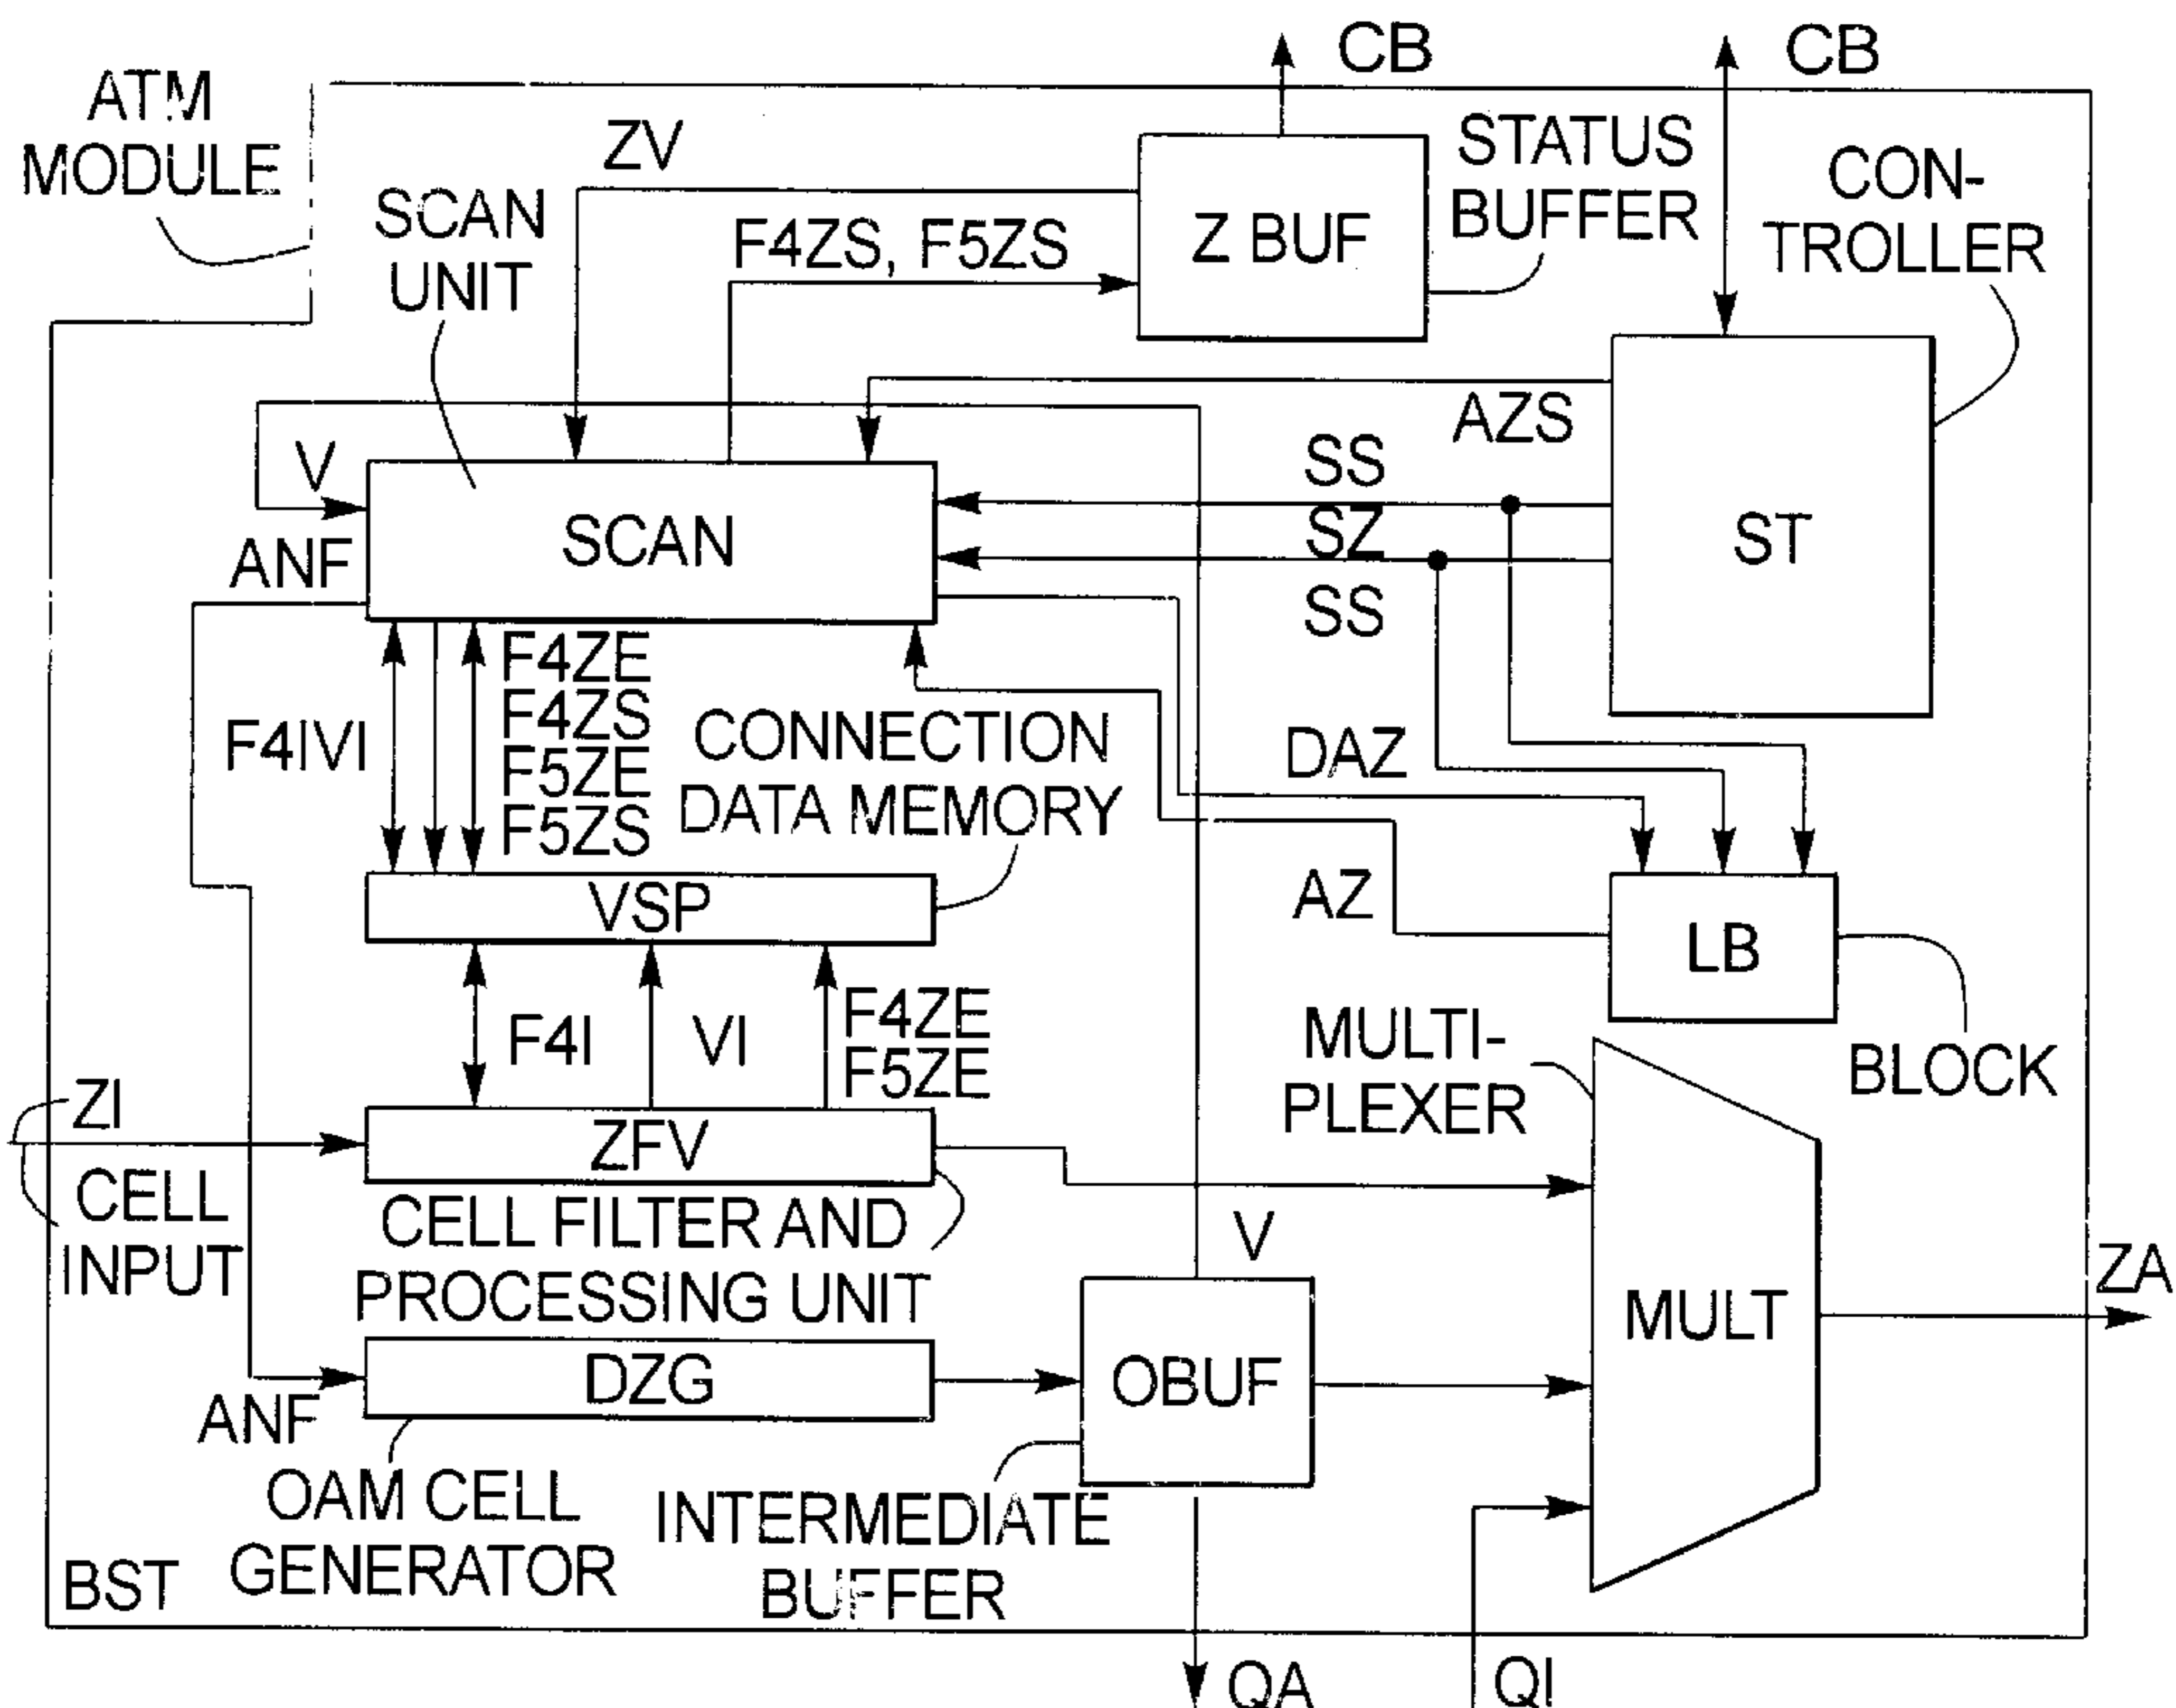 CB
CB
ATM
MODULE
ZV
STATUS
BUFFER
CON-
TROLLER
SCAN
UNIT
F4ZS, F5ZS
Z BUF
AZS
V
SS
SCAN
SZ
ST
ANF
SS
F4ZE
F4ZS
F5ZE
F5ZS
F4IVI
CONNECTION
DATA MEMORY
DAZ
VSP
AZ
LB
F4I
VI
F4ZE
F5ZE
MULTI-
PLEXER
BLOCK
ZI
ZFV
CELL
INPUT
CELL FILTER AND
PROCESSING UNIT
V
ZA
MULT
DZG
OBUF
ANF
OAM CELL
GENERATOR
INTERMEDIATE
BUFFER
BST
QA
QI